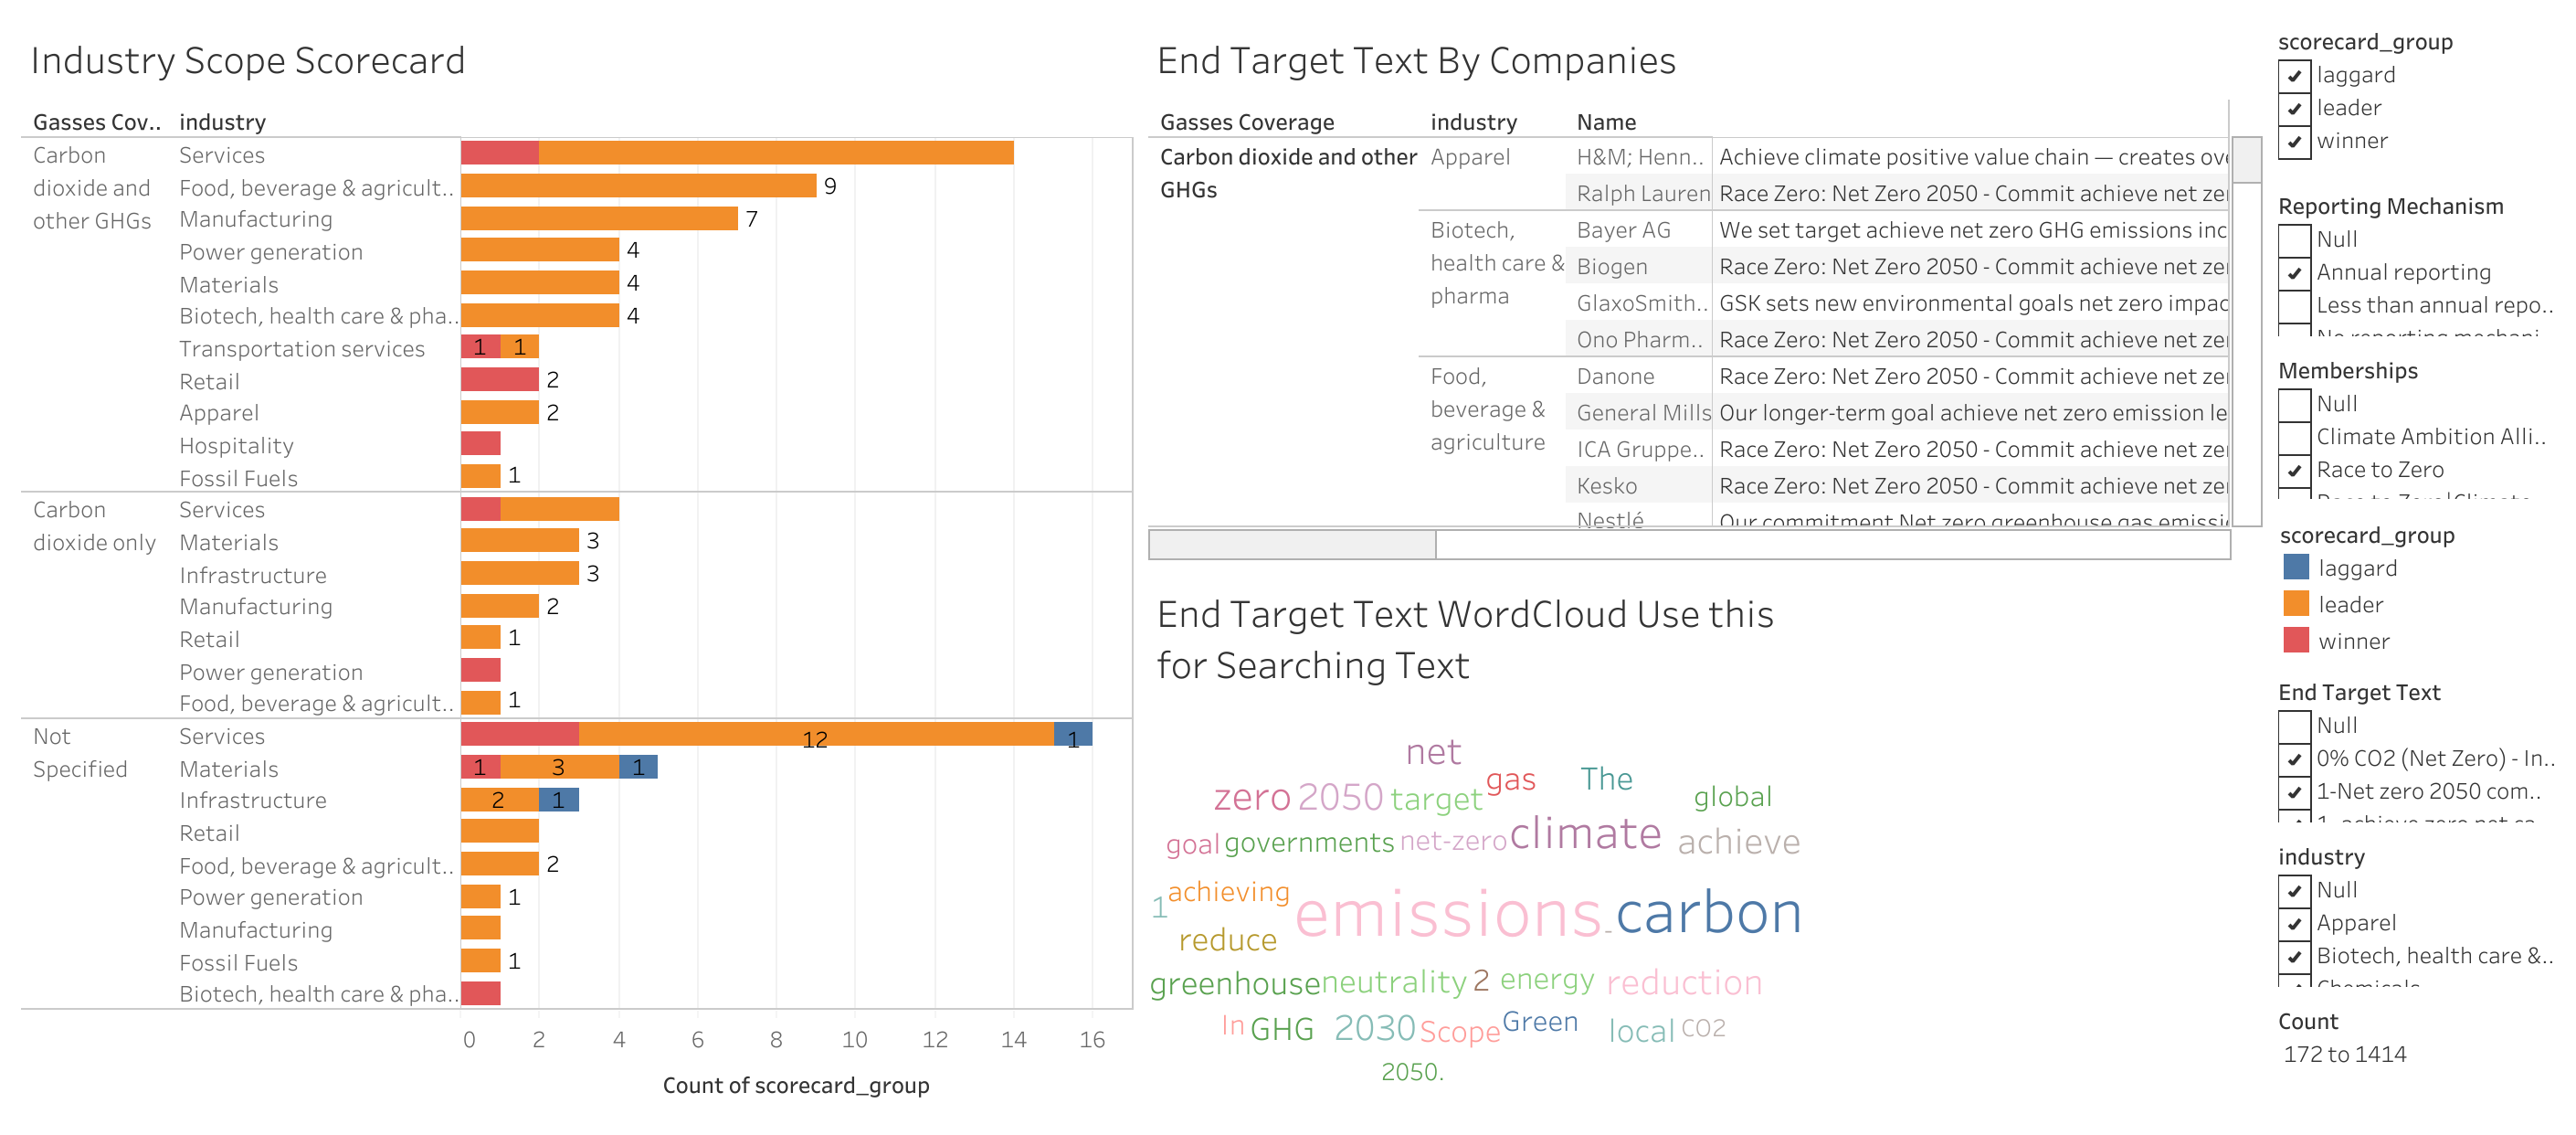 Industry Scope Scorecard
Gasses Cov.. industry
Carbon dioxide and other GHGs
Services
Food, beverage & agricult.. 9
Manufacturing 7
Power generation 4
Materials 4
Biotech, health care & pha.. 4
Transportation services 1 1
Retail 2
Apparel 2
Hospitality
Fossil Fuels 1
Carbon dioxide only
Services
Materials 3
Infrastructure 3
Manufacturing 2
Retail 1
Power generation
Food, beverage & agricult.. 1
Not Specified
Services 12 1
Materials 1 3 1
Infrastructure 2 1
Retail
Food, beverage & agricult.. 2
Power generation 1
Manufacturing
Fossil Fuels 1
Biotech, health care & pha..
0 2 4 6 8 10 12 14 16
Count of scorecard_group
End Target Text By Companies
Gasses Coverage industry Name
Carbon dioxide and other GHGs
Apparel
H&M; Henn.. Achieve climate positive value chain — creates ov
Ralph Lauren Race Zero: Net Zero 2050 - Commit achieve net ze
Biotech, health care & pharma
Bayer AG We set target achieve net zero GHG emissions inc
Biogen Race Zero: Net Zero 2050 - Commit achieve net ze
GlaxoSmith.. GSK sets new environmental goals net zero impac
Ono Pharm.. Race Zero: Net Zero 2050 - Commit achieve net ze
Food, beverage & agriculture
Danone Race Zero: Net Zero 2050 - Commit achieve net ze
General Mills Our longer-term goal achieve net zero emission le
ICA Gruppe.. Race Zero: Net Zero 2050 - Commit achieve net ze
Kesko Race Zero: Net Zero 2050 - Commit achieve net ze
Nestlé Our commitment Net zero greenhouse gas emissi
End Target Text WordCloud Use this
for Searching Text
net
gas The
zero 2050 target global
goal governments net-zero climate achieve
1 achieving
emissions - carbon
reduce
greenhouse neutrality 2 energy reduction
In GHG 2030 Scope Green local CO2
2050.
scorecard_group
laggard
leader
winner
Reporting Mechanism
Null
Annual reporting
Less than annual repo..
No reporting mechani..
Memberships
Null
Climate Ambition Alli..
Race to Zero
Race to Zero|Climate
scorecard_group
laggard
leader
winner
End Target Text
Null
0% CO2 (Net Zero) - In..
1-Net zero 2050 com..
industry
Null
Apparel
Biotech, health care &..
Chemicals
Count
172 to 1414